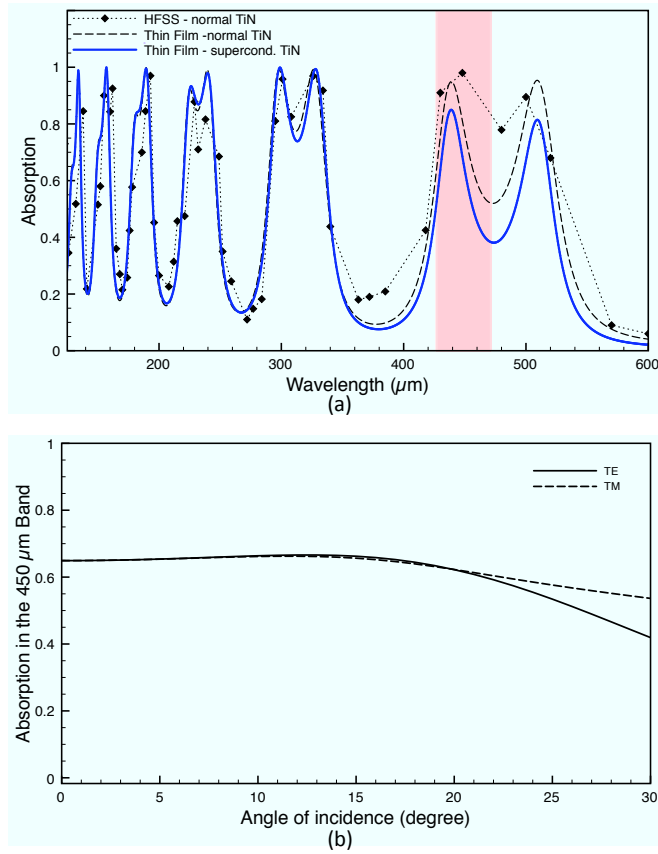 HFSS - normal TiN
Thin Film -normal TiN
Thin Film - supercond. TiN
1
0.8
0.6
0.4
0.2
0
Absorption
200 300 400 500 600
Wavelength (µm)
(a)
1
0.8
0.6
0.4
0.2
0
Absorption in the 450 µm Band
TE
TM
0 5 10 15 20 25 30
Angle of incidence (degree)
(b)